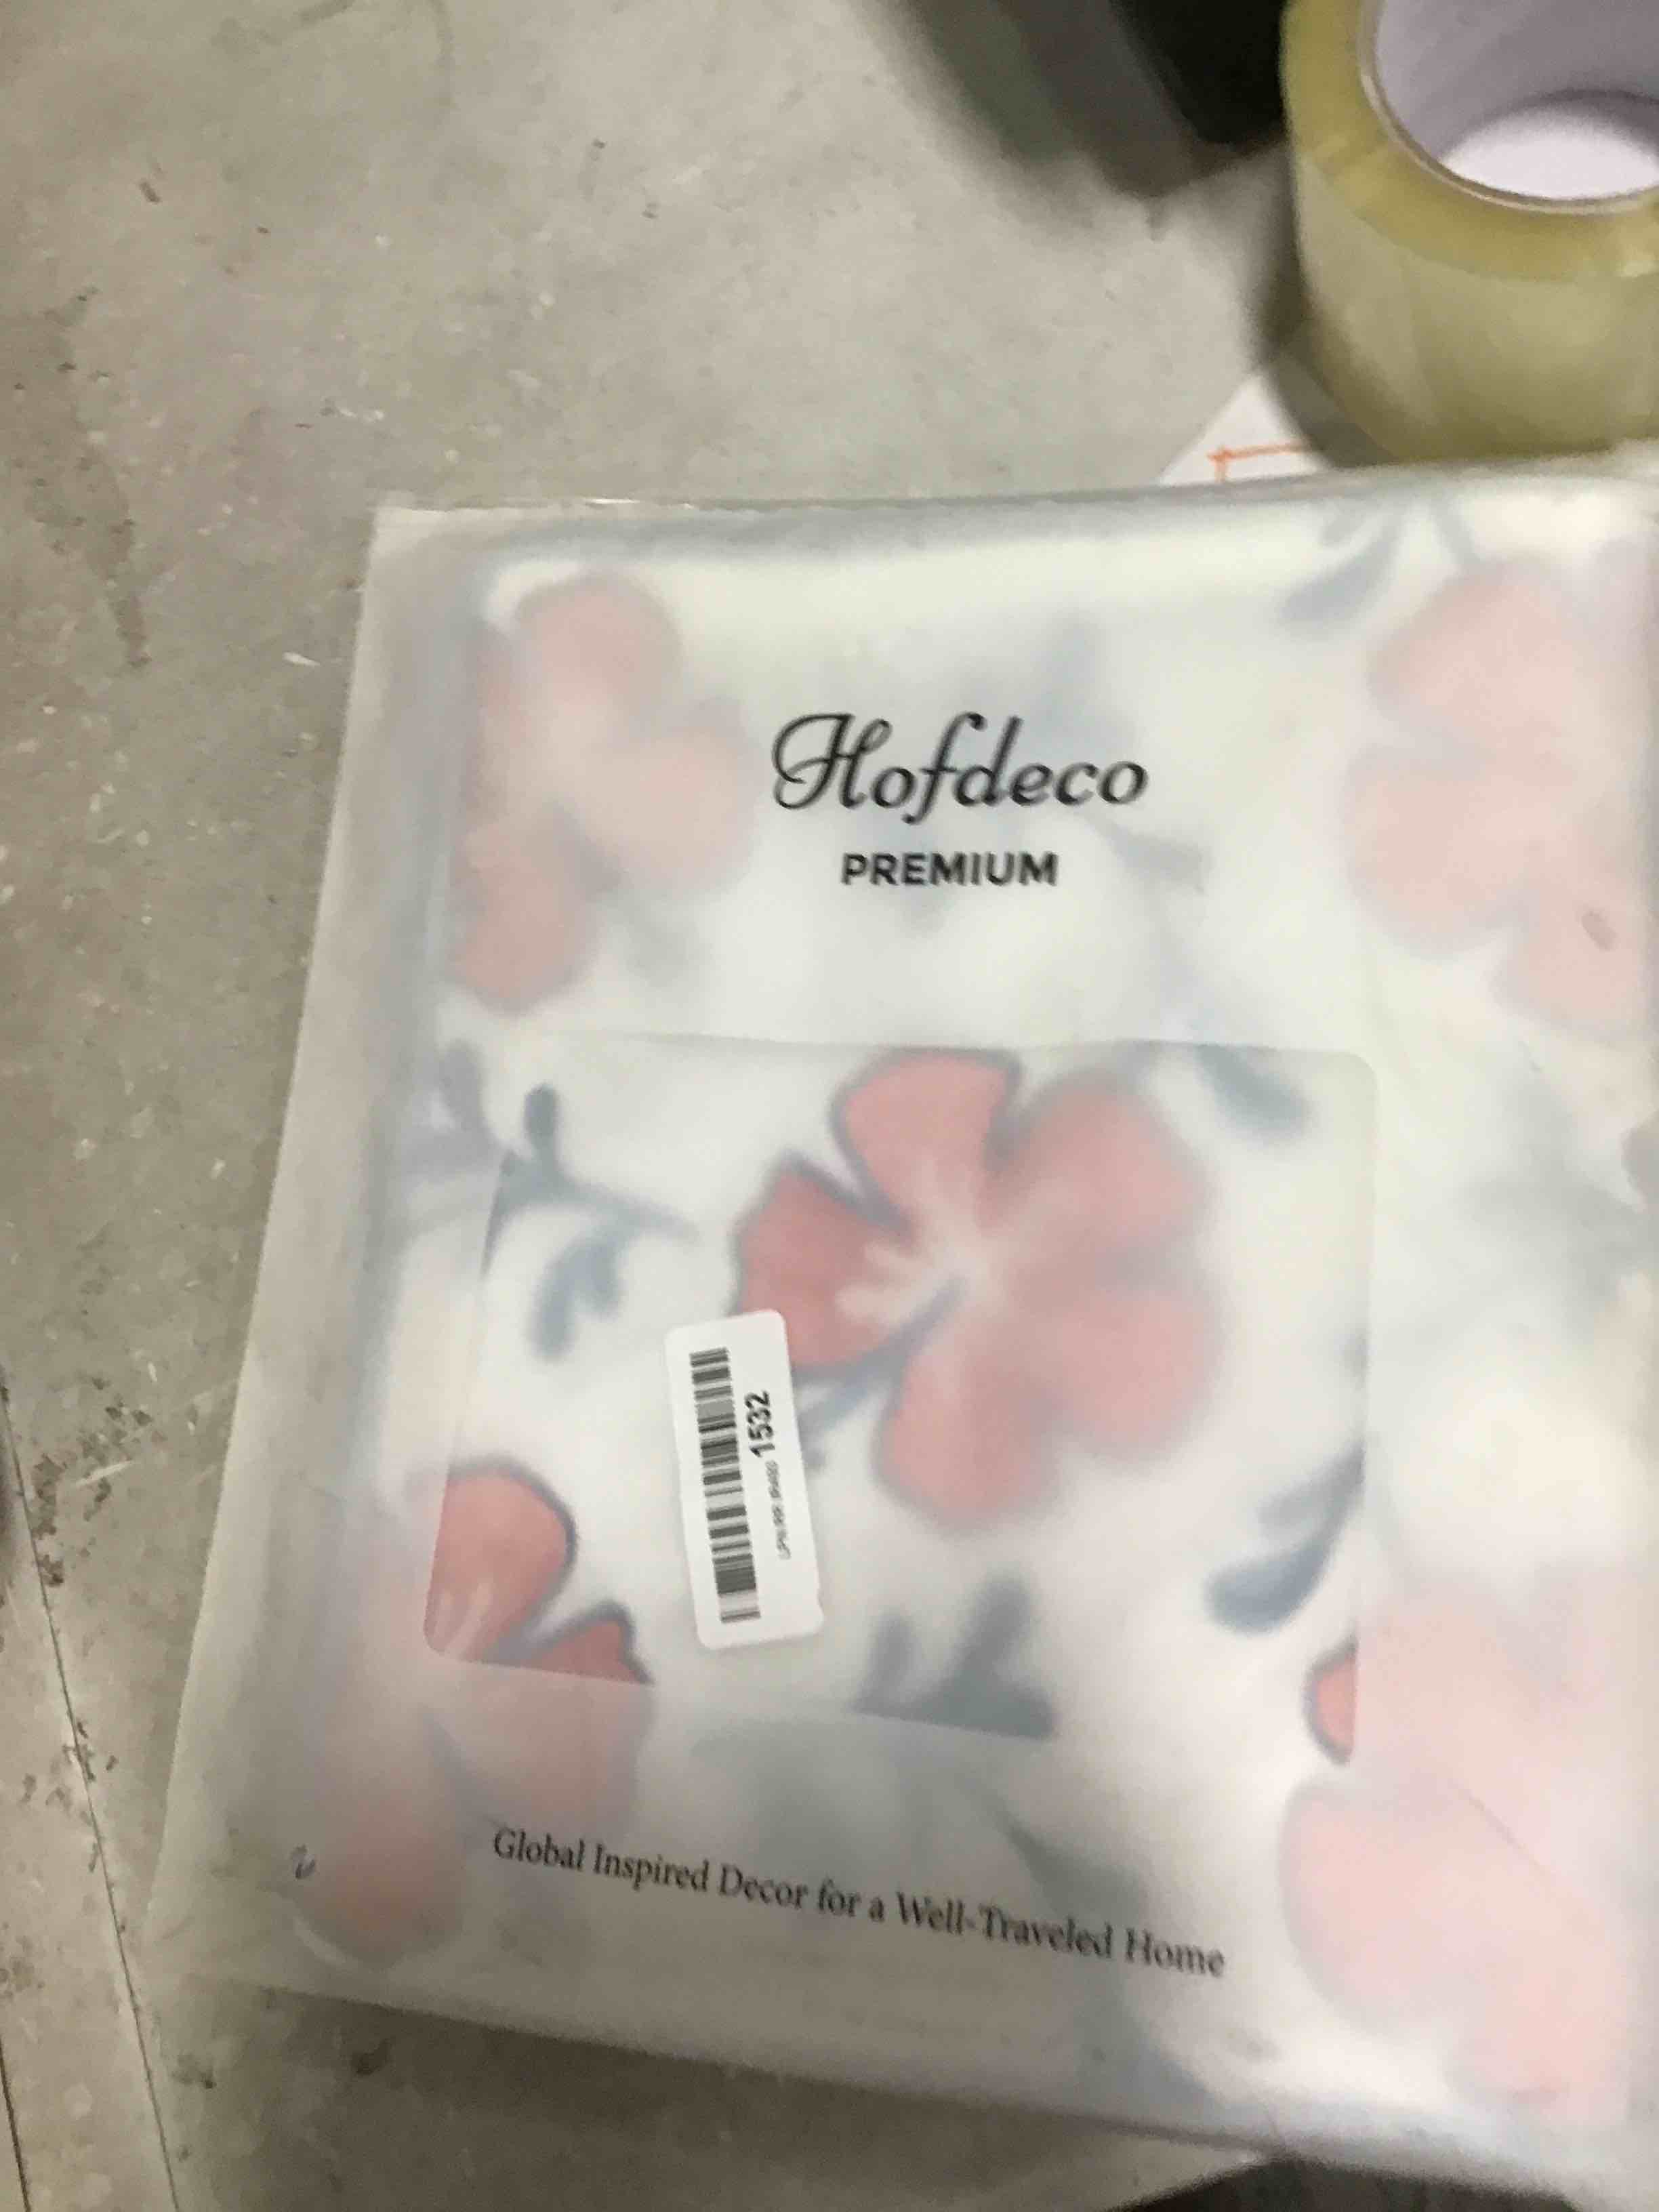 Hofdeco
PREMIUM
1532
Global Inspired Decor for a Well-Traveled Home